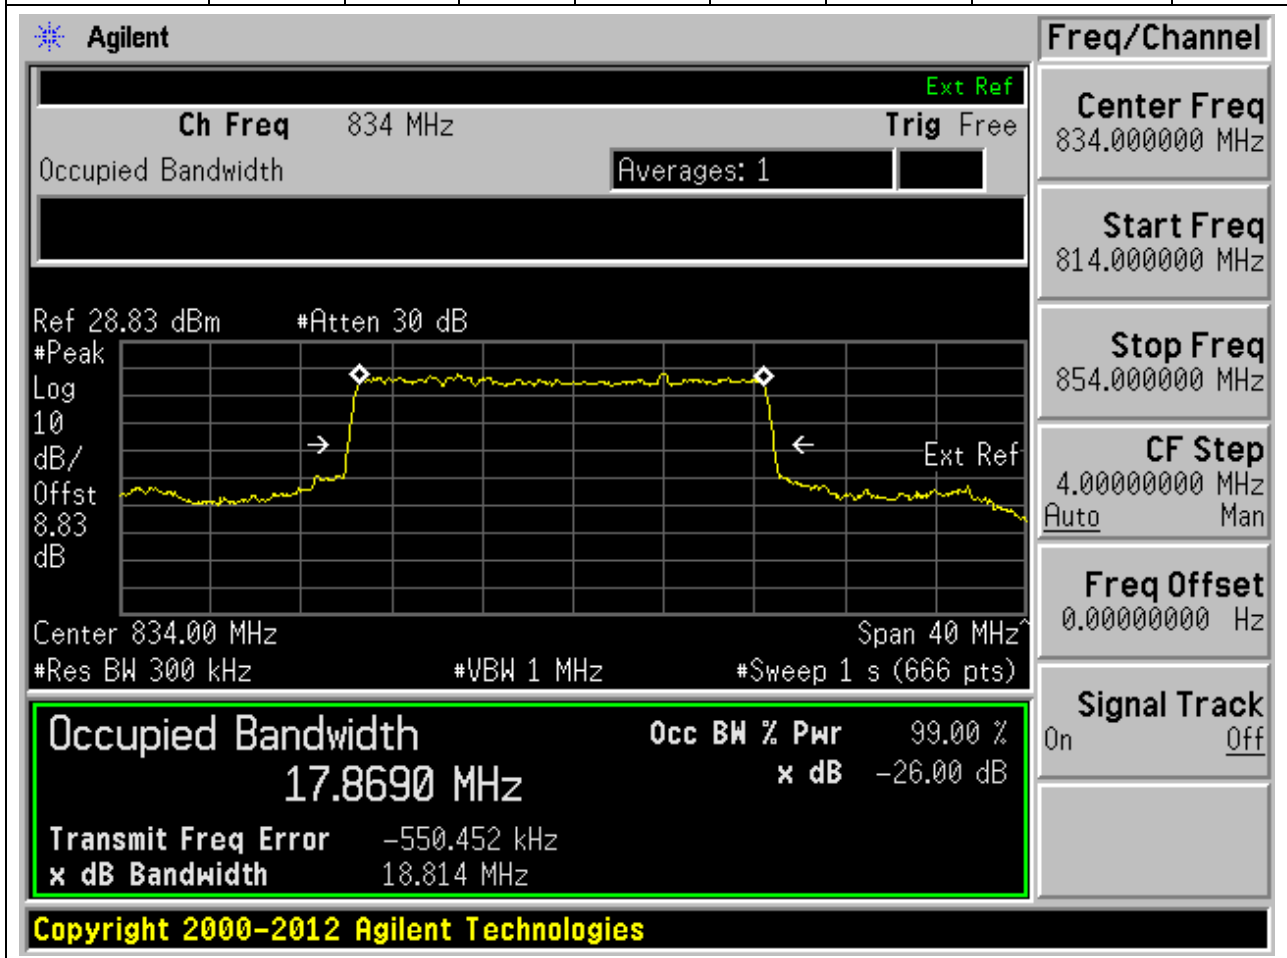 Agilent
Freq/Channel
Ext Ref
Ch Freq 834 MHz Trig Free
Occupied Bandwidth Averages: 1
Center Freq
834.000000 MHz
Start Freq
814.000000 MHz
Stop Freq
854.000000 MHz
CF Step
4.00000000 MHz
Auto Man
Freq Offset
0.00000000 Hz
Signal Track
On Off
Ref 28.83 dBm #Atten 30 dB
#Peak
Log
10
dB/
Offst
8.83
dB
Ext Ref
Center 834.00 MHz Span 40 MHz^
#Res BW 300 kHz #VBW 1 MHz #Sweep 1 s (666 pts)
Occupied Bandwidth
17.8690 MHz
Occ BW % Pwr 99.00 %
x dB -26.00 dB
Transmit Freq Error -550.452 kHz
x dB Bandwidth 18.814 MHz
Copyright 2000-2012 Agilent Technologies